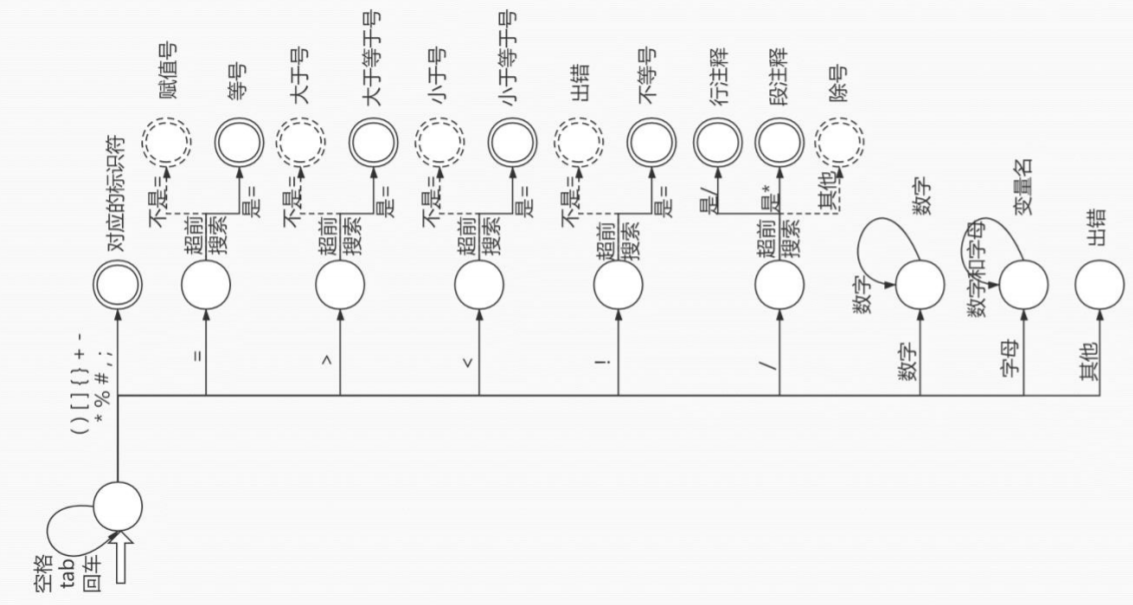 空格
tab
回车
( ) [ ] { } + -
* % # , ;
对应的标识符
=
超前
搜索
不是=
赋值号
是=
等号
>
超前
搜索
不是=
大于号
是=
大于等于号
<
超前
搜索
不是=
小于号
是=
小于等于号
!
超前
搜索
不是=
出错
是=
不等号
/
超前
搜索
是/
行注释
是*
段注释
其他
除号
数字
数字
数字
字母
数字和字母
变量名
其他
出错